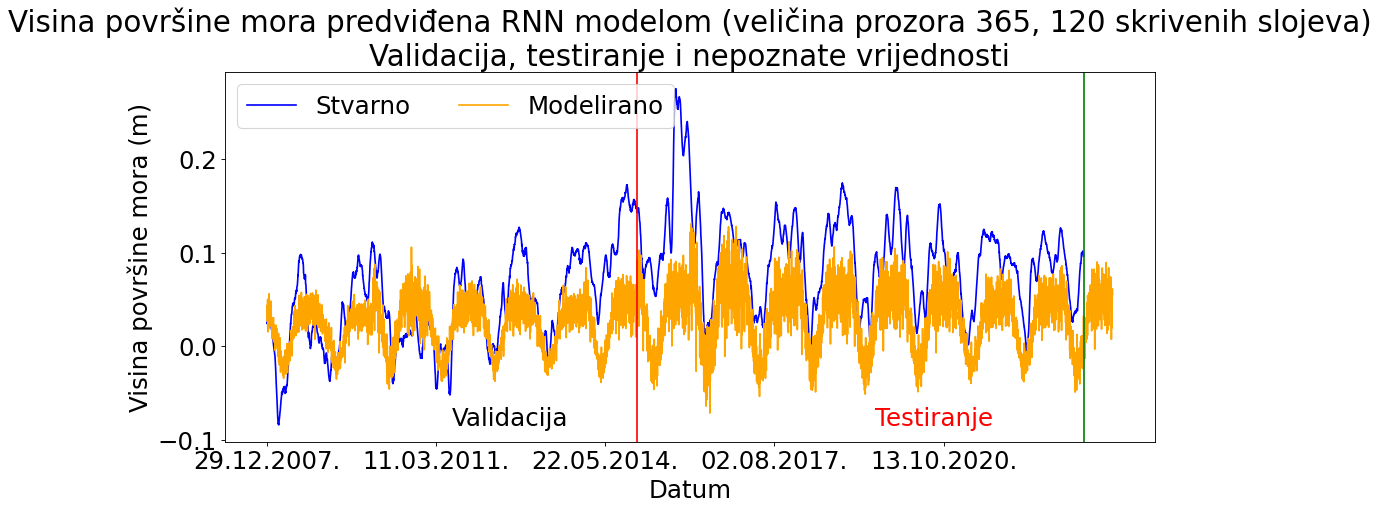 Visina površine mora predviđena RNN modelom (veličina prozora 365, 120 skrivenih slojeva)
Validacija, testiranje i nepoznate vrijednosti
Stvarno
Modelirano
Visina površine mora (m)
0.2
0.1
0.0
−0.1
Validacija
Testiranje
29.12.2007.
11.03.2011.
22.05.2014.
02.08.2017.
13.10.2020.
Datum